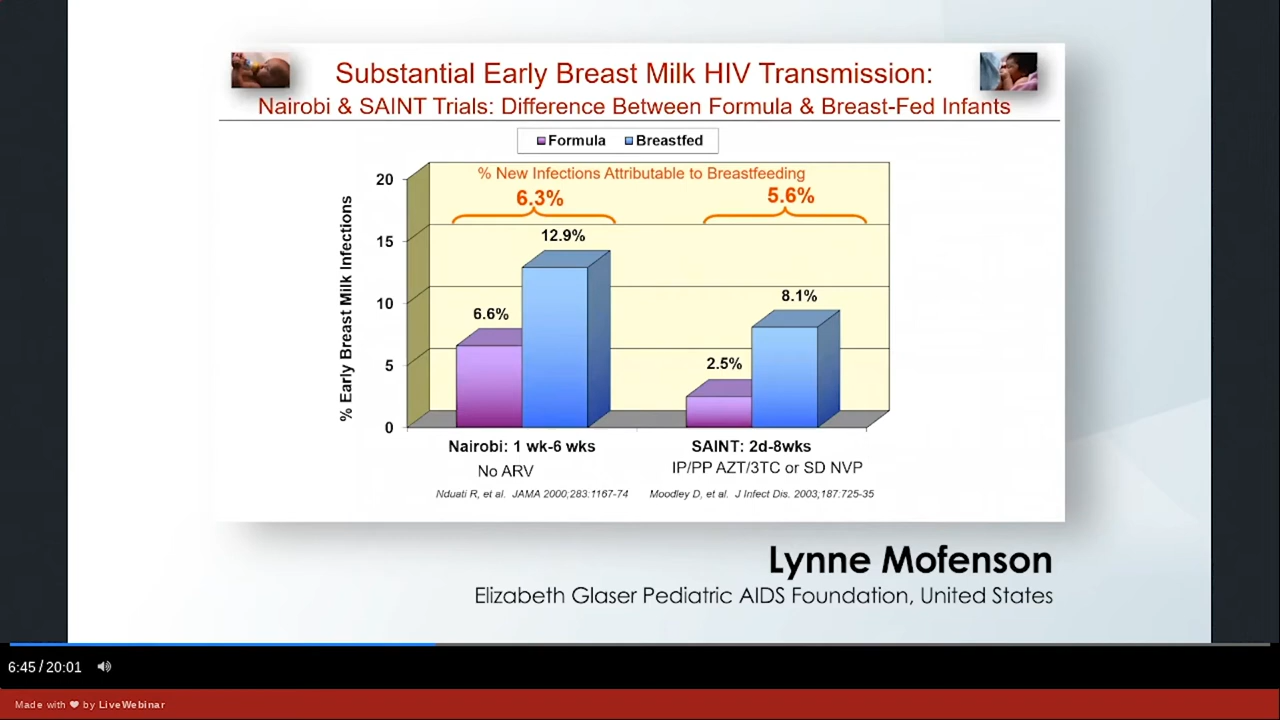 Substantial Early Breast Milk HIV Transmission:
Nairobi & SAINT Trials: Difference Between Formula & Breast-Fed Infants
Formula Breastfed
% New Infections Attributable to Breastfeeding
6.3% 5.6%
% Early Breast Milk Infections
20
15
10
5
0
12.9%
6.6%
8.1%
2.5%
Nairobi: 1 wk-6 wks SAINT: 2d-8wks
No ARV IP/PP AZT/3TC or SD NVP
Nduati R, et al. JAMA 2000;283:1167-74 Moodley D, et al. J Infect Dis. 2003;187:725-35
Lynne Mofenson
Elizabeth Glaser Pediatric AIDS Foundation, United States
6:45 / 20:01
Made with ❤ by LiveWebinar